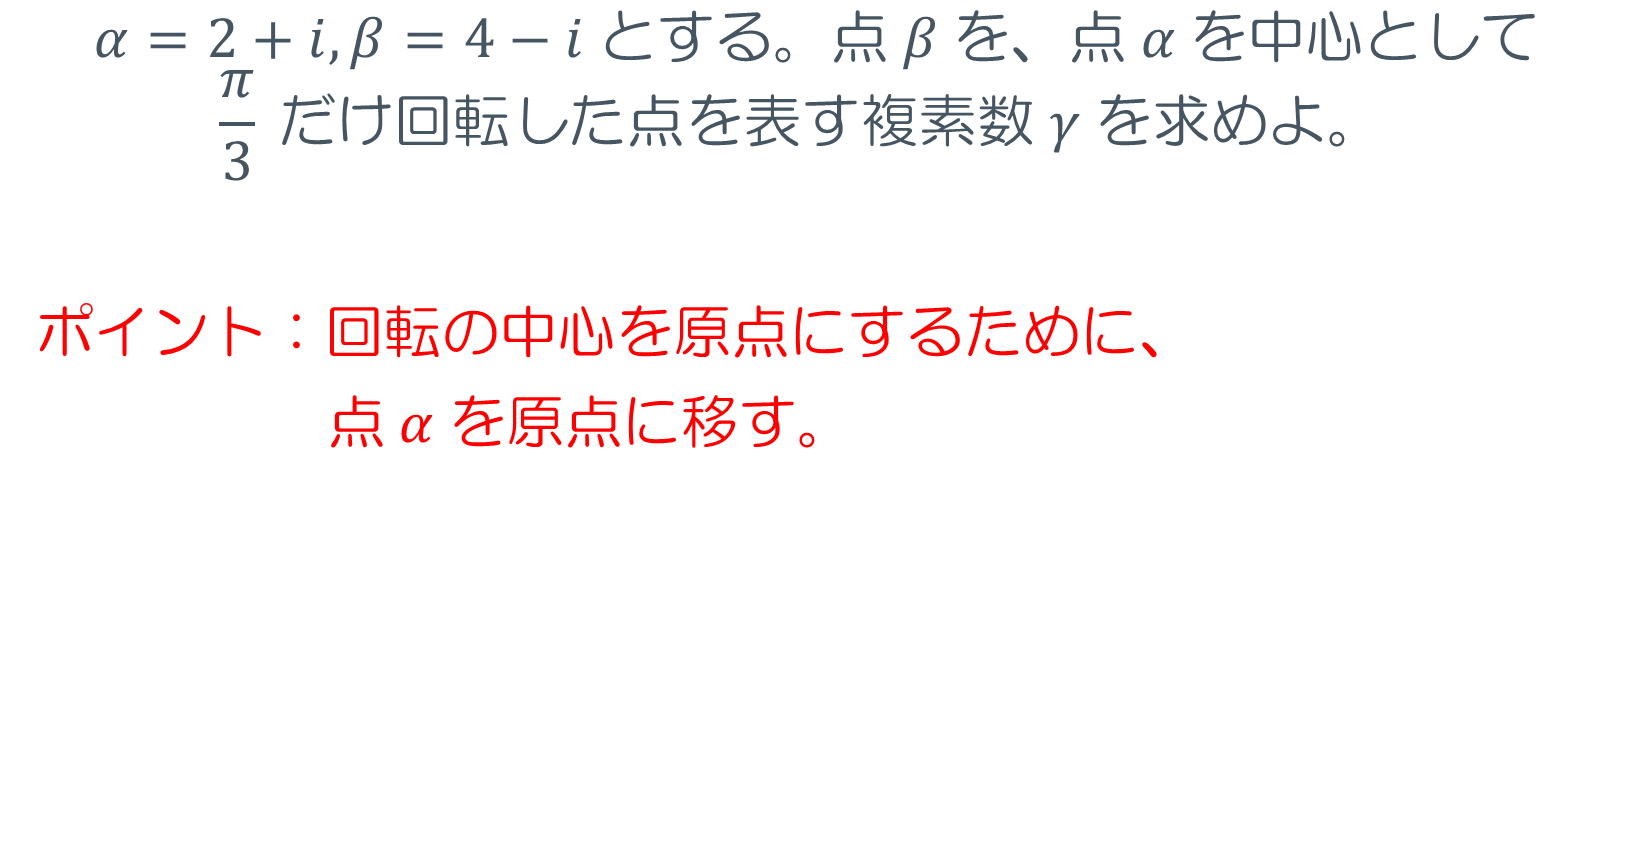 α = 2 + i, β = 4 − i とする。点 β を、点 α を中心として
π/3 だけ回転した点を表す複素数 γ を求めよ。
ポイント：回転の中心を原点にするために、
点 α を原点に移す。